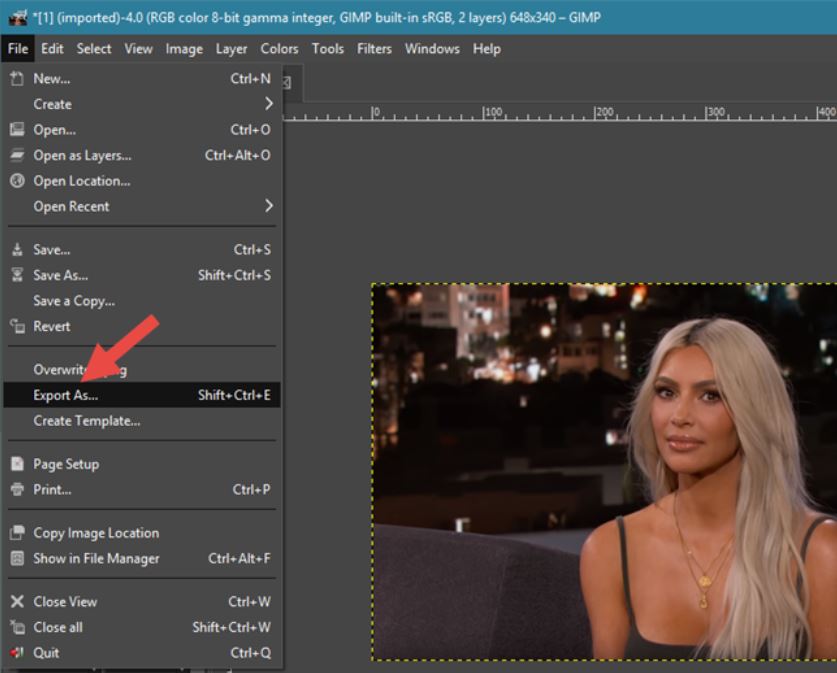 *[1] (imported)-4.0 (RGB color 8-bit gamma integer, GIMP built-in sRGB, 2 layers) 648x340 – GIMP
File Edit Select View Image Layer Colors Tools Filters Windows Help
New... Ctrl+N
Create
Open... Ctrl+O
Open as Layers... Ctrl+Alt+O
Open Location...
Open Recent
Save... Ctrl+S
Save As... Shift+Ctrl+S
Save a Copy...
Revert
Export As... Shift+Ctrl+E
Create Template...
Page Setup
Print... Ctrl+P
Copy Image Location
Show in File Manager Ctrl+Alt+F
Close View Ctrl+W
Close all Shift+Ctrl+W
Quit Ctrl+Q
0 100 200 300 400